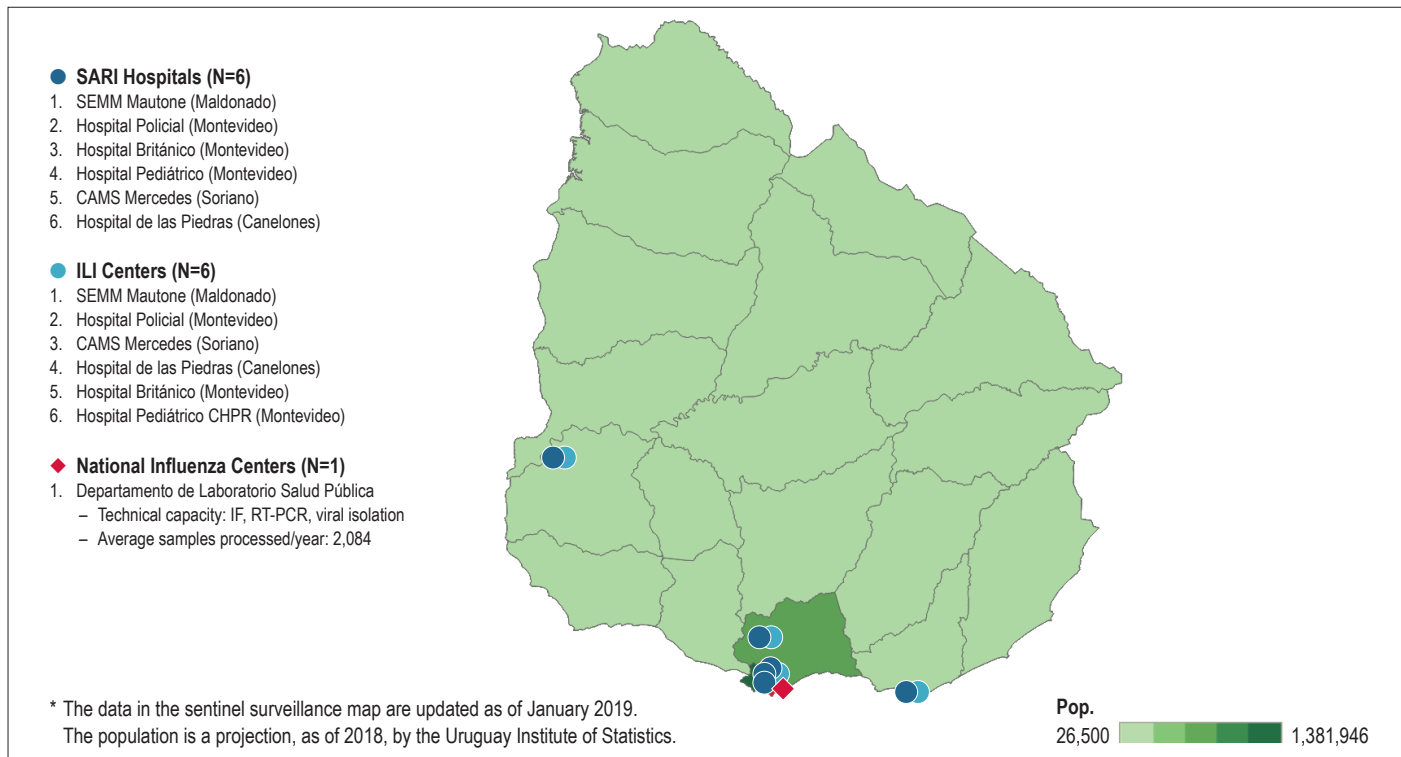 SARI Hospitals (N=6)
1. SEMM Mautone (Maldonado)
2. Hospital Policial (Montevideo)
3. Hospital Británico (Montevideo)
4. Hospital Pediátrico (Montevideo)
5. CAMS Mercedes (Soriano)
6. Hospital de las Piedras (Canelones)
ILI Centers (N=6)
1. SEMM Mautone (Maldonado)
2. Hospital Policial (Montevideo)
3. CAMS Mercedes (Soriano)
4. Hospital de las Piedras (Canelones)
5. Hospital Británico (Montevideo)
6. Hospital Pediátrico CHPR (Montevideo)
National Influenza Centers (N=1)
1. Departamento de Laboratorio Salud Pública
– Technical capacity: IF, RT-PCR, viral isolation
– Average samples processed/year: 2,084
* The data in the sentinel surveillance map are updated as of January 2019.
The population is a projection, as of 2018, by the Uruguay Institute of Statistics.
Pop.
26,500 1,381,946